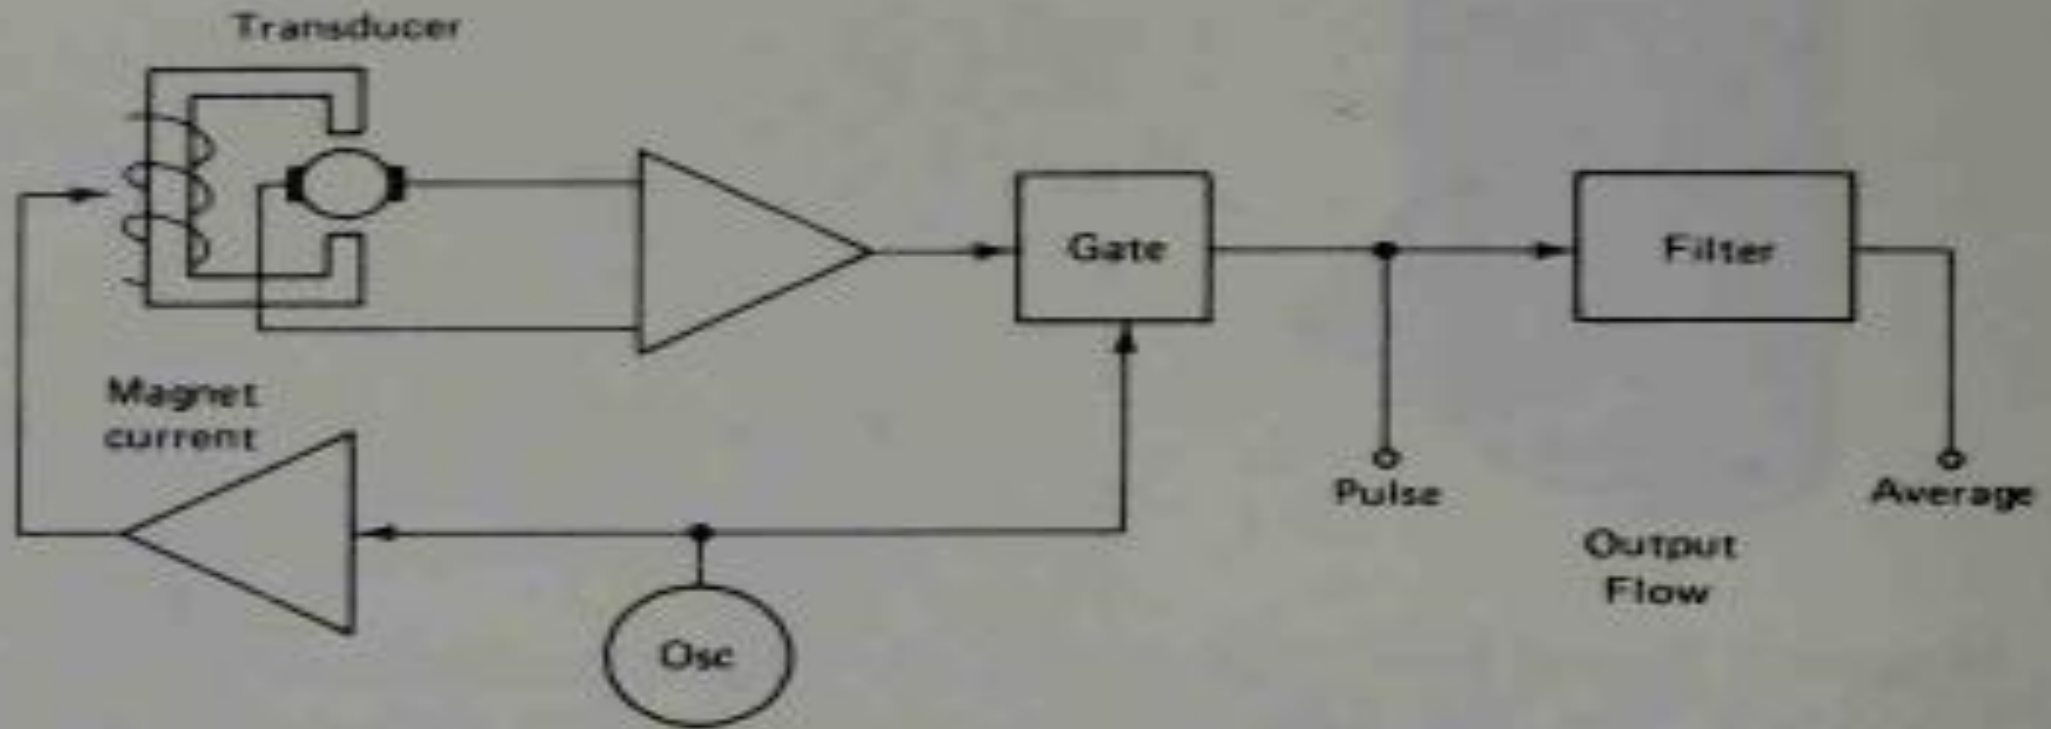 Transducer
Gate
Filter
Magnet
current
Pulse
Average
Output
Flow
Osc